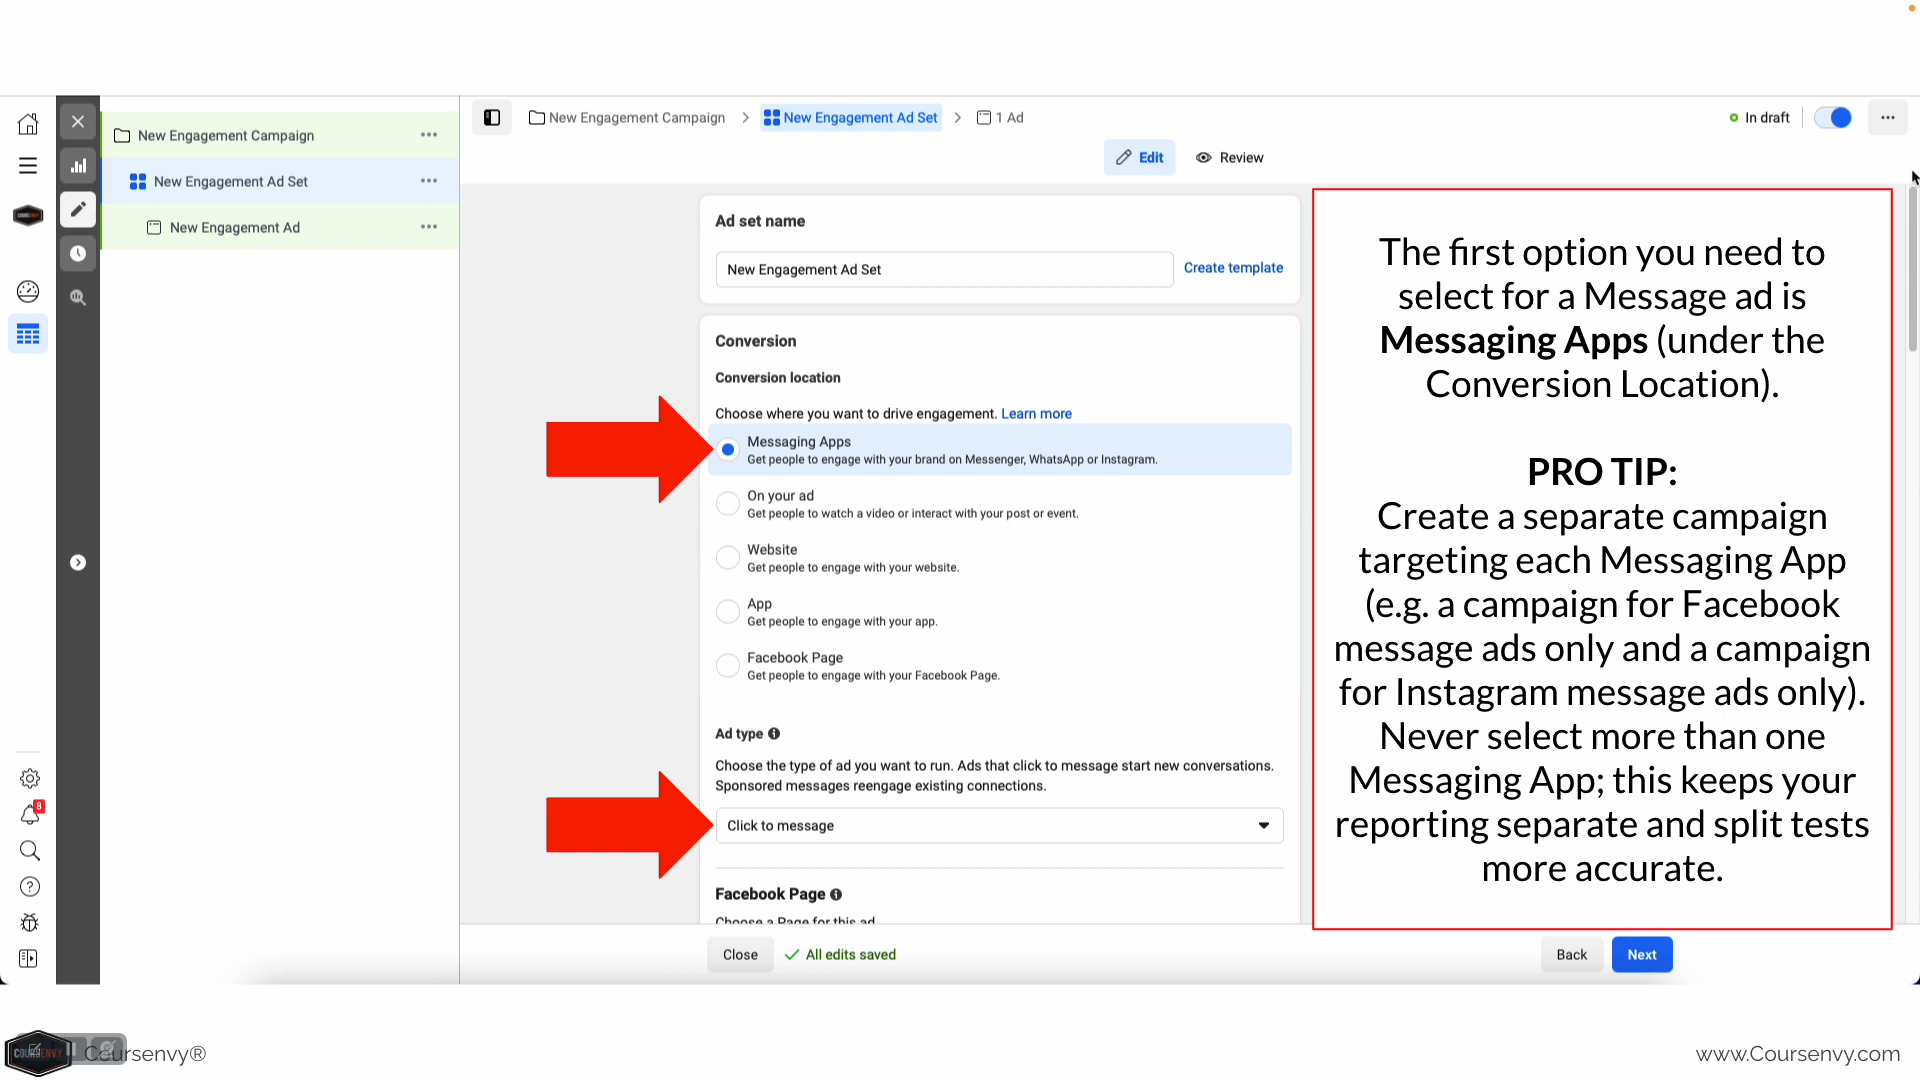 New Engagement Campaign
New Engagement Ad Set
New Engagement Ad
New Engagement Campaign
New Engagement Ad Set
1 Ad
In draft
Edit
Review
Ad set name
New Engagement Ad Set
Create template
Conversion
Conversion location
Choose where you want to drive engagement. Learn more
Messaging Apps
Get people to engage with your brand on Messenger, WhatsApp or Instagram.
On your ad
Get people to watch a video or interact with your post or event.
Website
Get people to engage with your website.
App
Get people to engage with your app.
Facebook Page
Get people to engage with your Facebook Page.
Ad type
Choose the type of ad you want to run. Ads that click to message start new conversations.
Sponsored messages reengage existing connections.
Click to message
Facebook Page
Choose a Page for this ad
Close
All edits saved
Back
Next
The first option you need to
select for a Message ad is
Messaging Apps (under the
Conversion Location).
PRO TIP:
Create a separate campaign
targeting each Messaging App
(e.g. a campaign for Facebook
message ads only and a campaign
for Instagram message ads only).
Never select more than one
Messaging App; this keeps your
reporting separate and split tests
more accurate.
8
Coursenvy®
www.Coursenvy.com